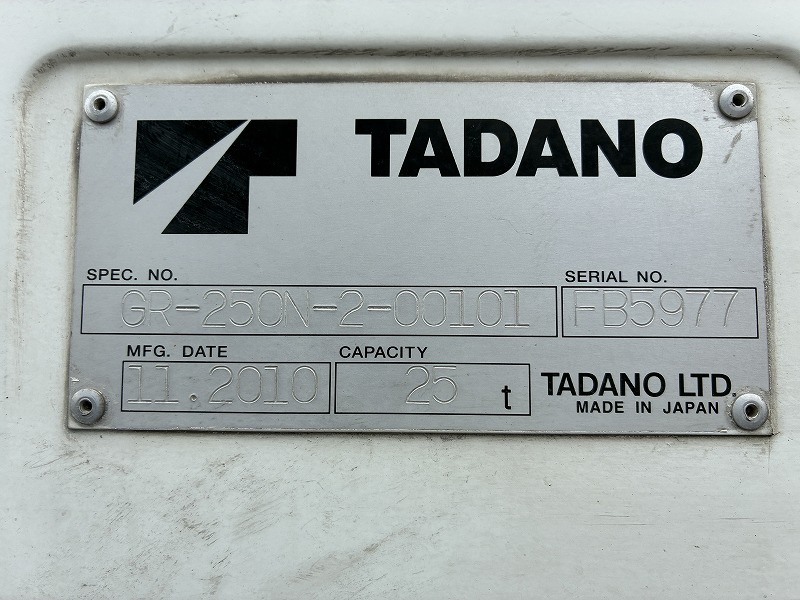 TADANO
SPEC. NO. SERIAL NO.
GR-250N-2-00101 FB5977
MFG. DATE CAPACITY
11.2010 25 t TADANO LTD.
MADE IN JAPAN